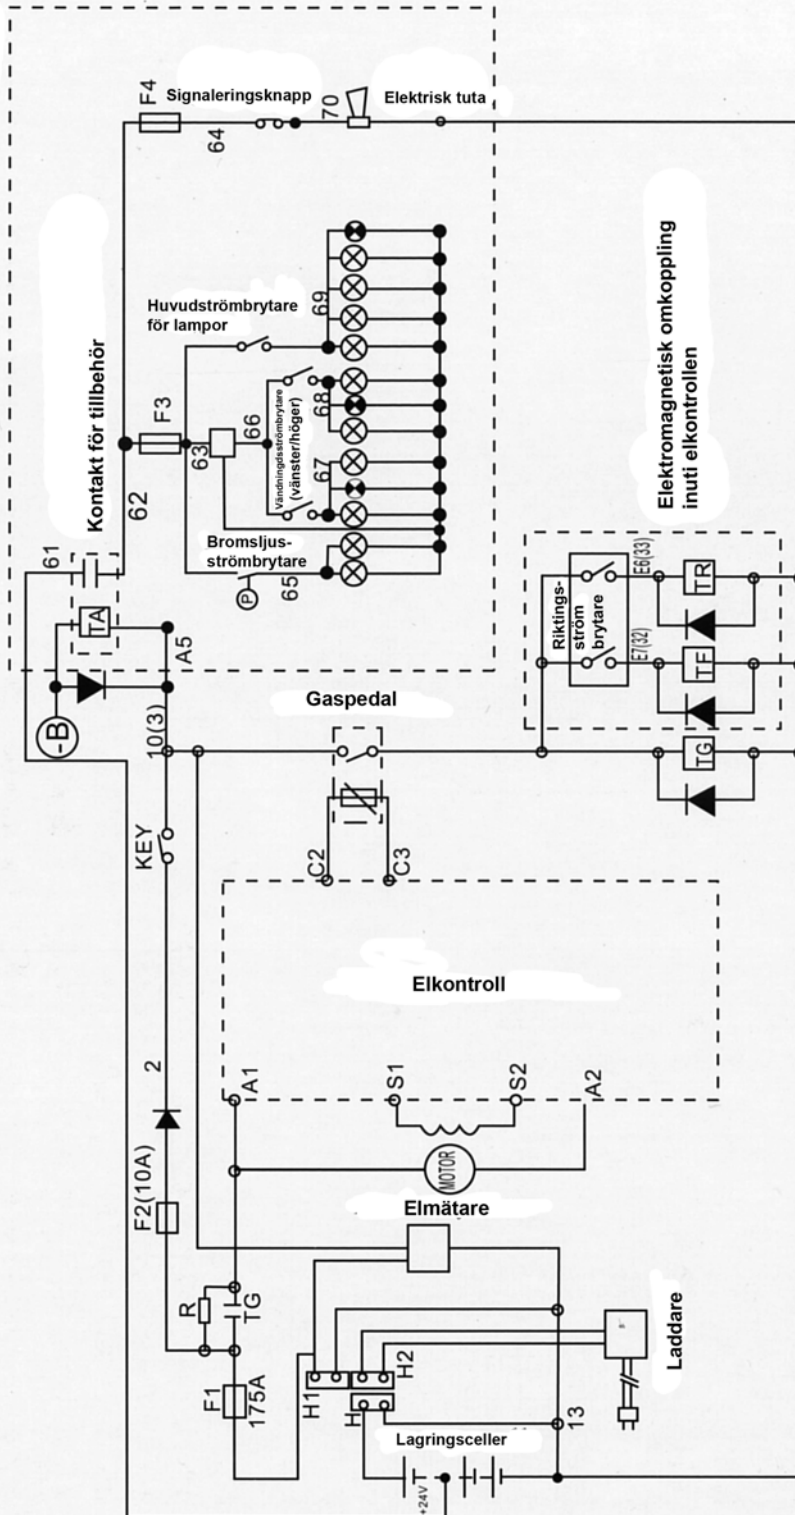 F4
Signaleringsknapp
64
70
Elektrisk tuta
Kontakt för tillbehör
Huvudströmbrytare
för lampor
69
F3
62
63
66
68
Vändningdsströmbrytare
(vänster/höger)
67
Bromsljus-
strömbrytare
P
65
61
TA
A5
-B
10(3)
Elektromagnetisk omkoppling
inuti elkontrollen
Riktings-
ström
brytare
E6(33)
E7(32)
TR
TF
TG
Gaspedal
KEY
C2
C3
Elkontroll
2
A1
S1
S2
A2
MOTOR
F2(10A)
Elmätare
R
TG
F1
175A
H1
H2
H
Laddare
13
Lagringsceller
+24V